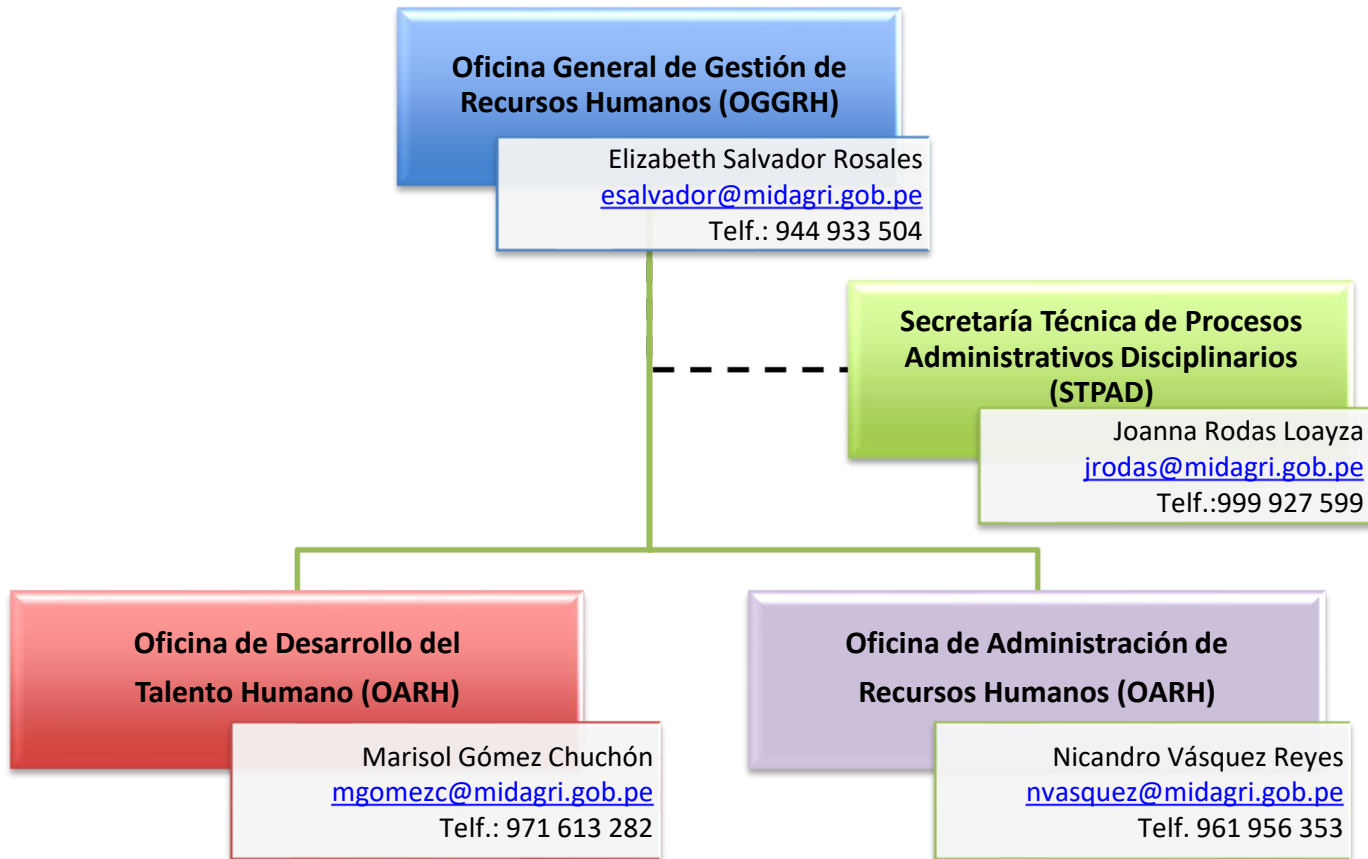 Oficina General de Gestión de
Recursos Humanos (OGGRH)
Elizabeth Salvador Rosales
esalvador@midagri.gob.pe
Telf.: 944 933 504
Secretaría Técnica de Procesos
Administrativos Disciplinarios
(STPAD)
Joanna Rodas Loayza
jrodas@midagri.gob.pe
Telf.:999 927 599
Oficina de Desarrollo del
Talento Humano (OARH)
Marisol Gómez Chuchón
mgomezc@midagri.gob.pe
Telf.: 971 613 282
Oficina de Administración de
Recursos Humanos (OARH)
Nicandro Vásquez Reyes
nvasquez@midagri.gob.pe
Telf. 961 956 353